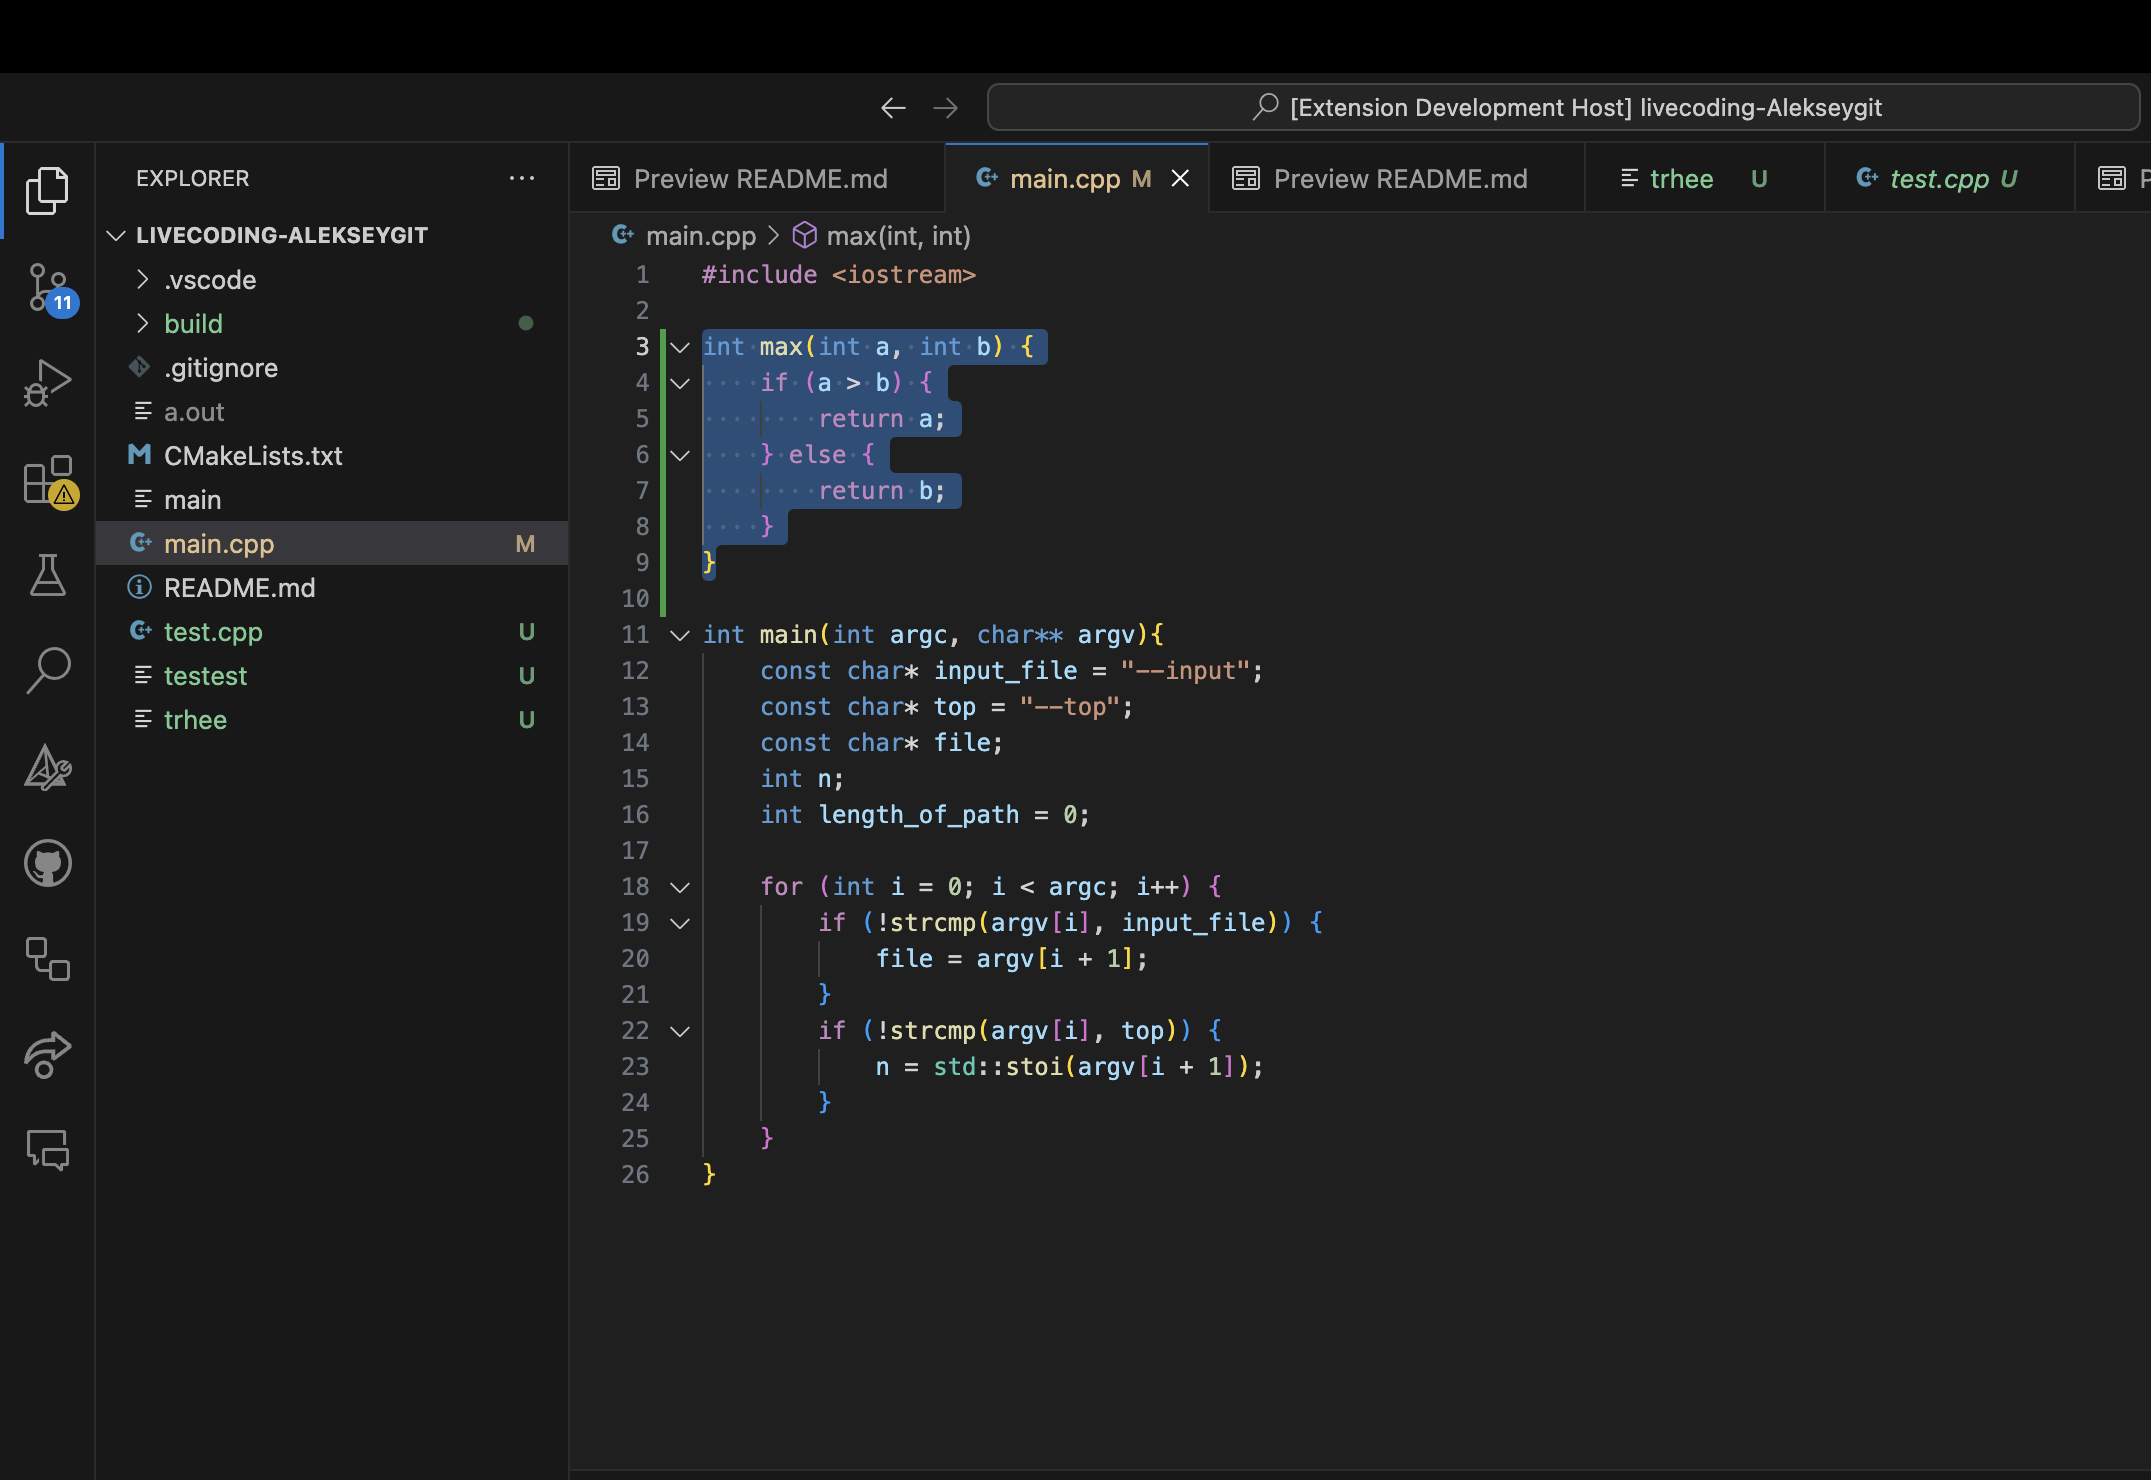 [Extension Development Host] livecoding-Alekseygit
EXPLORER
LIVECODING-ALEKSEYGIT
.vscode
build
.gitignore
a.out
CMakeLists.txt
main
main.cpp M
README.md
test.cpp U
testest U
trhee U
11
Preview README.md
main.cpp M
Preview README.md
trhee U
test.cpp U
P
main.cpp > max(int, int)
1 #include <iostream>
2
3 int max(int a, int b) {
4     if (a > b) {
5         return a;
6     } else {
7         return b;
8     }
9 }
10
11 int main(int argc, char** argv){
12     const char* input_file = "--input";
13     const char* top = "--top";
14     const char* file;
15     int n;
16     int length_of_path = 0;
17
18     for (int i = 0; i < argc; i++) {
19         if (!strcmp(argv[i], input_file)) {
20             file = argv[i + 1];
21         }
22         if (!strcmp(argv[i], top)) {
23             n = std::stoi(argv[i + 1]);
24         }
25     }
26 }